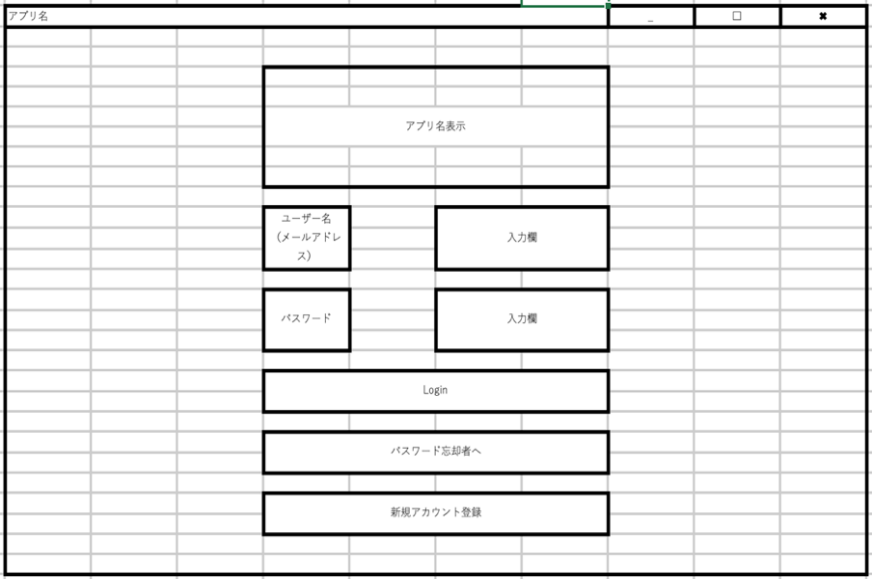 アプリ名
_ □ ✖
アプリ名表示
ユーザー名
(メールアドレ
ス)
入力欄
パスワード
入力欄
Login
パスワード忘却者へ
新規アカウント登録